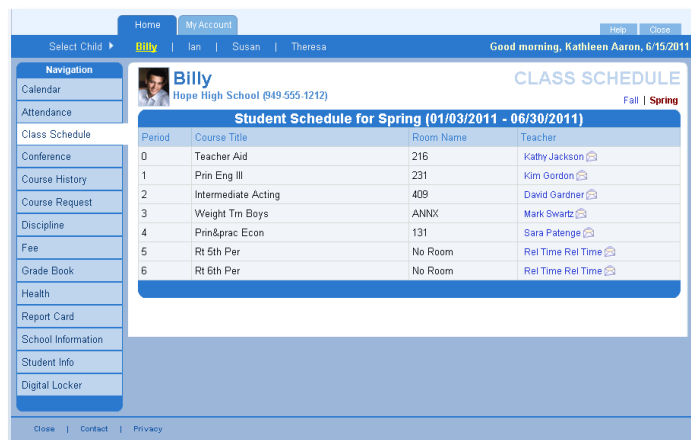 Home My Account
Help Close
Select Child Billy | Ian | Susan | Theresa Good morning, Kathleen Aaron, 6/15/2011
Navigation
Calendar
Attendance
Class Schedule
Conference
Course History
Course Request
Discipline
Fee
Grade Book
Health
Report Card
School Information
Student Info
Digital Locker
Billy
Hope High School (949-555-1212)
CLASS SCHEDULE
Fall | Spring
Student Schedule for Spring (01/03/2011 - 06/30/2011)
Period Course Title Room Name Teacher
0 Teacher Aid 216 Kathy Jackson
1 Prin Eng III 231 Kim Gordon
2 Intermediate Acting 409 David Gardner
3 Weight Trn Boys ANNX Mark Swartz
4 Prin&prac Econ 131 Sara Patenge
5 Rt 5th Per No Room Rel Time Rel Time
6 Rt 6th Per No Room Rel Time Rel Time
Close | Contact | Privacy